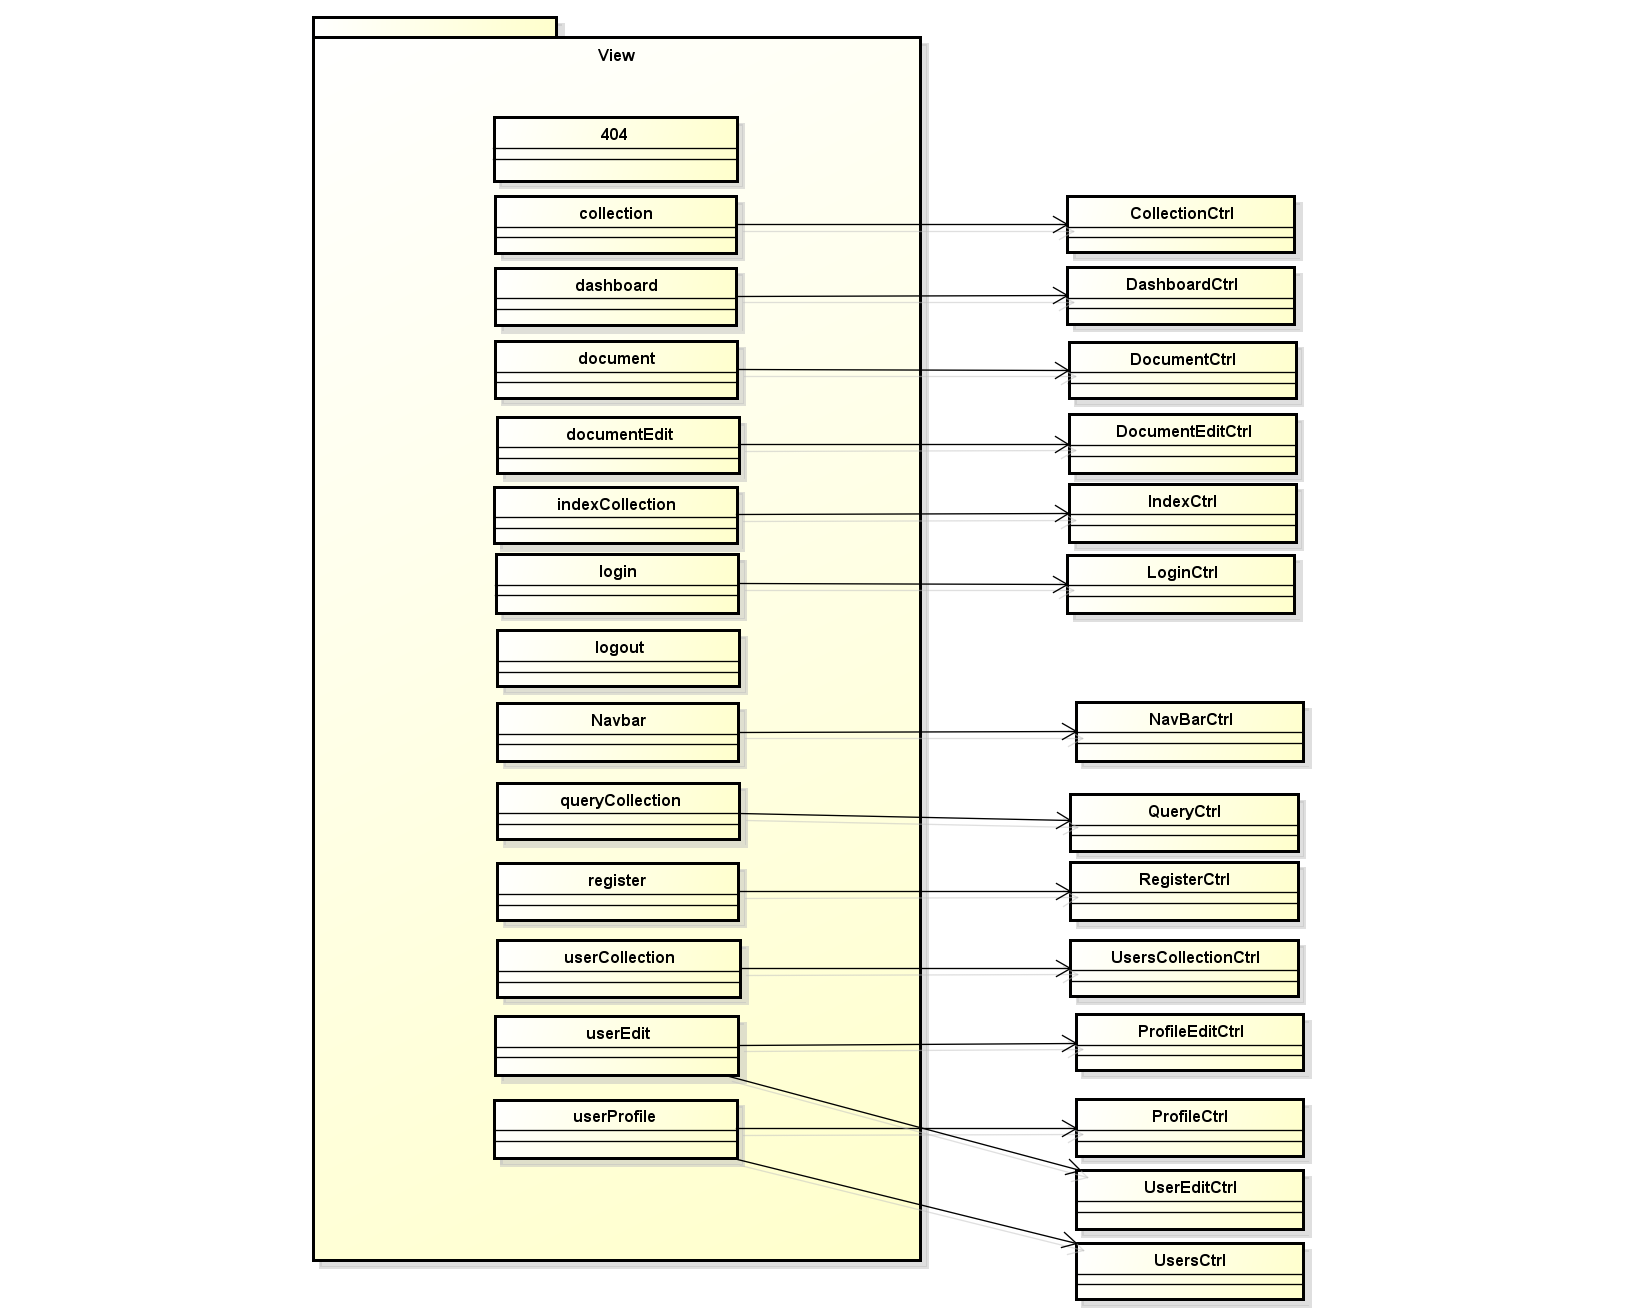 View
404
collection
CollectionCtrl
dashboard
DashboardCtrl
document
DocumentCtrl
documentEdit
DocumentEditCtrl
indexCollection
IndexCtrl
login
LoginCtrl
logout
Navbar
NavBarCtrl
queryCollection
QueryCtrl
register
RegisterCtrl
userCollection
UsersCollectionCtrl
userEdit
ProfileEditCtrl
userProfile
ProfileCtrl
UserEditCtrl
UsersCtrl